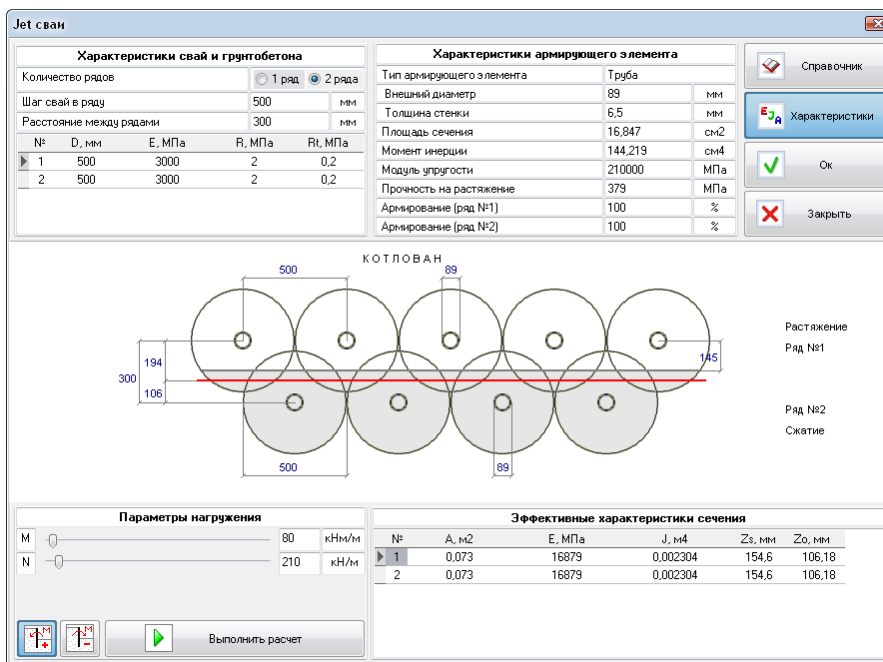 Jet сваи
Характеристики свай и грунтобетона
Количество рядов 1 ряд 2 ряда
Шаг свай в ряду 500 мм
Расстояние между рядами 300 мм
№ D, мм E, МПа R, МПа Rt, МПа
1 500 3000 2 0,2
2 500 3000 2 0,2
Характеристики армирующего элемента
Тип армирующего элемента Труба
Внешний диаметр 89 мм
Толщина стенки 6,5 мм
Площадь сечения 16,847 см2
Момент инерции 144,219 см4
Модуль упругости 210000 МПа
Прочность на растяжение 379 МПа
Армирование (ряд №1) 100 %
Армирование (ряд №2) 100 %
Справочник
EJA Характеристики
Ок
Закрыть
КОТЛОВАН
500 89
Растяжение
Ряд №1
145
194
300
106
Ряд №2
Сжатие
500 89
Параметры нагружения
M 80 кНм/м
N 210 кН/м
M M Выполнить расчет
Эффективные характеристики сечения
№ A, м2 E, МПа J, м4 Zs, мм Zo, мм
1 0,073 16879 0,002304 154,6 106,18
2 0,073 16879 0,002304 154,6 106,18